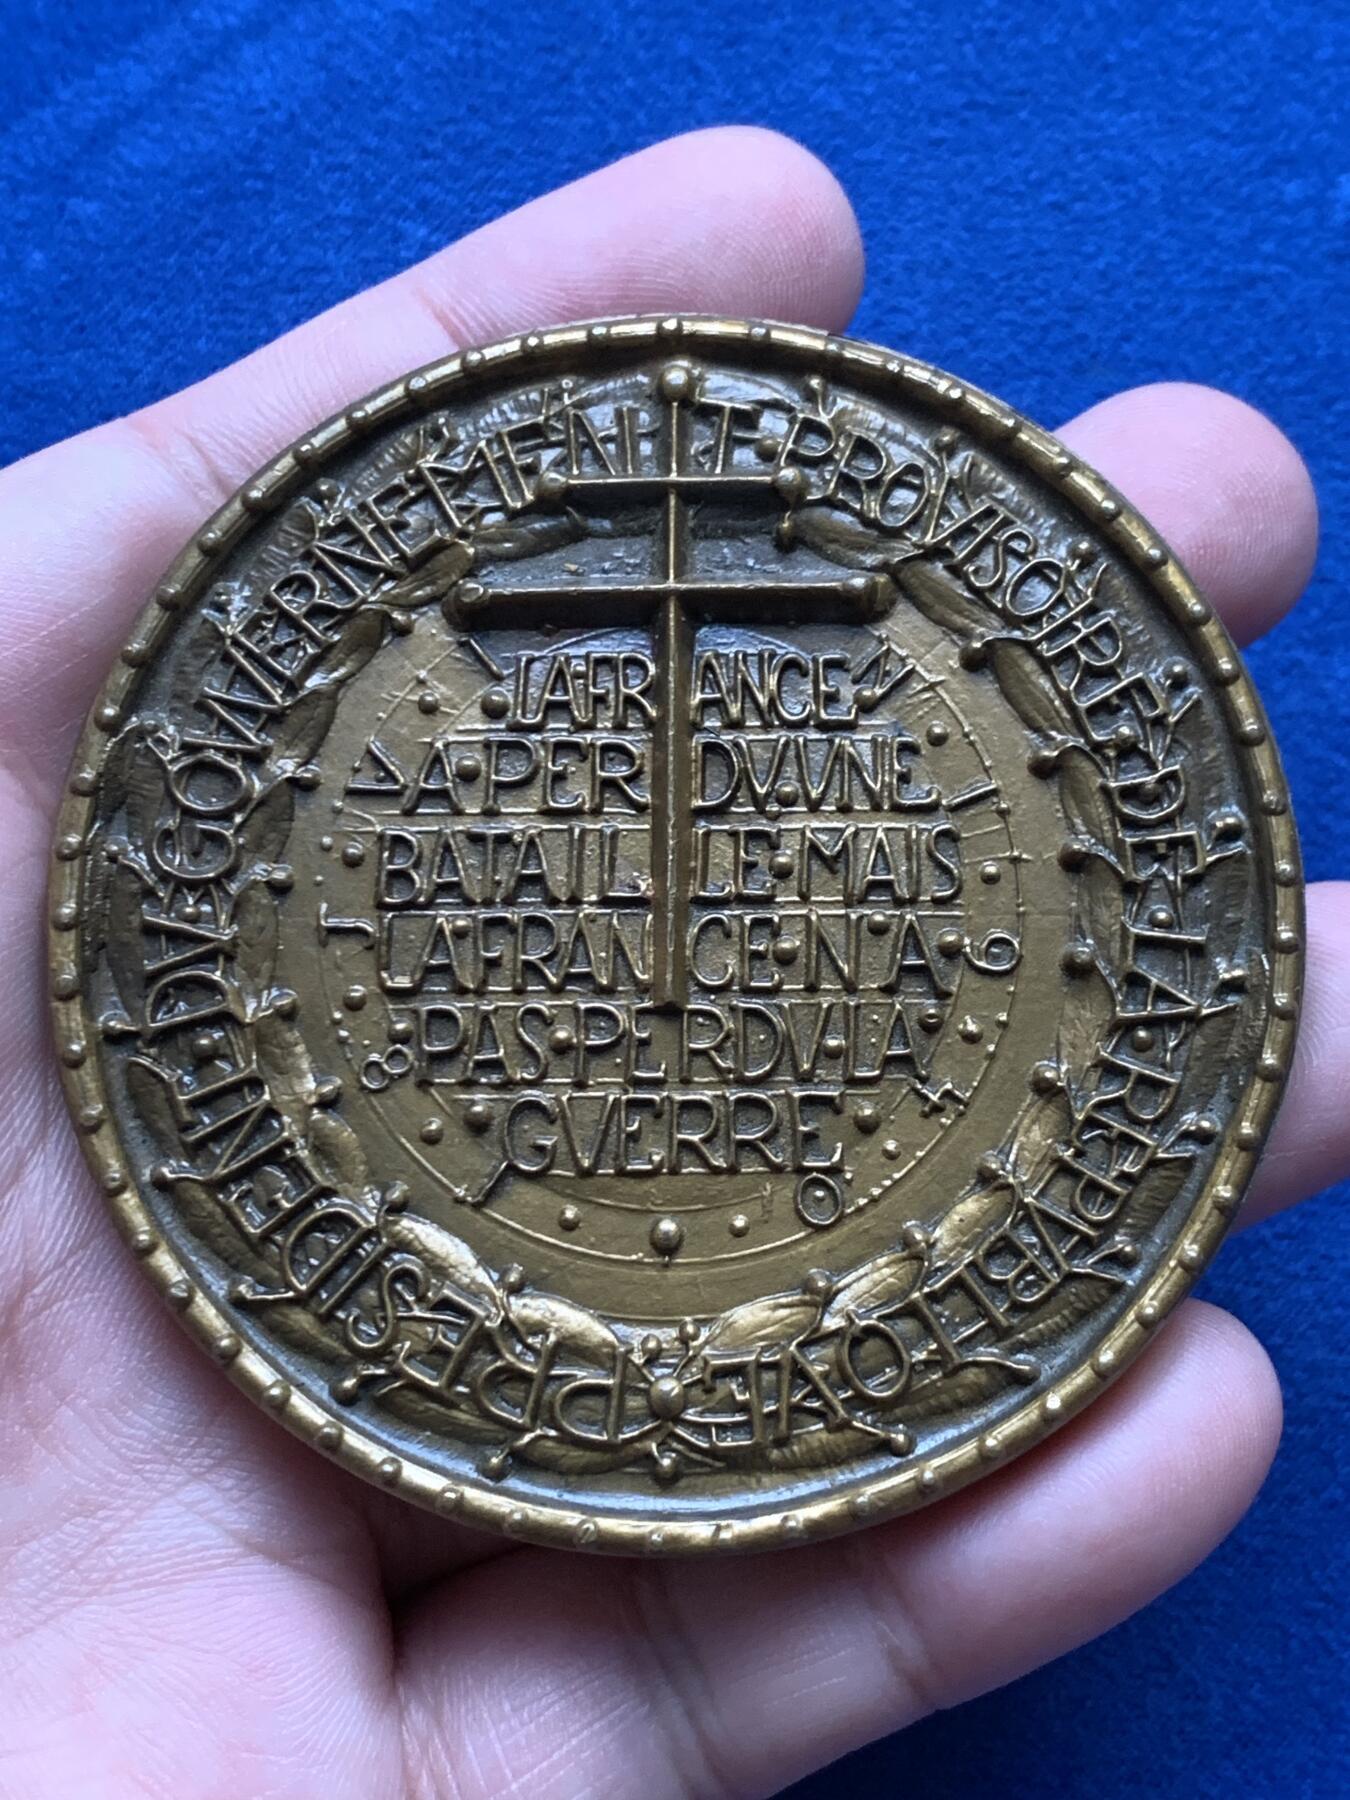 PRESIDENT·DV·GOVVERNEMENT·PROVISOIRE·DE·LA·REPVBLIQVE
LA·FRANCE
A·PERDV·VNE
BATAILLE·MAIS
LA·FRANCE·N'A
PAS·PERDV·LA
GVERRE